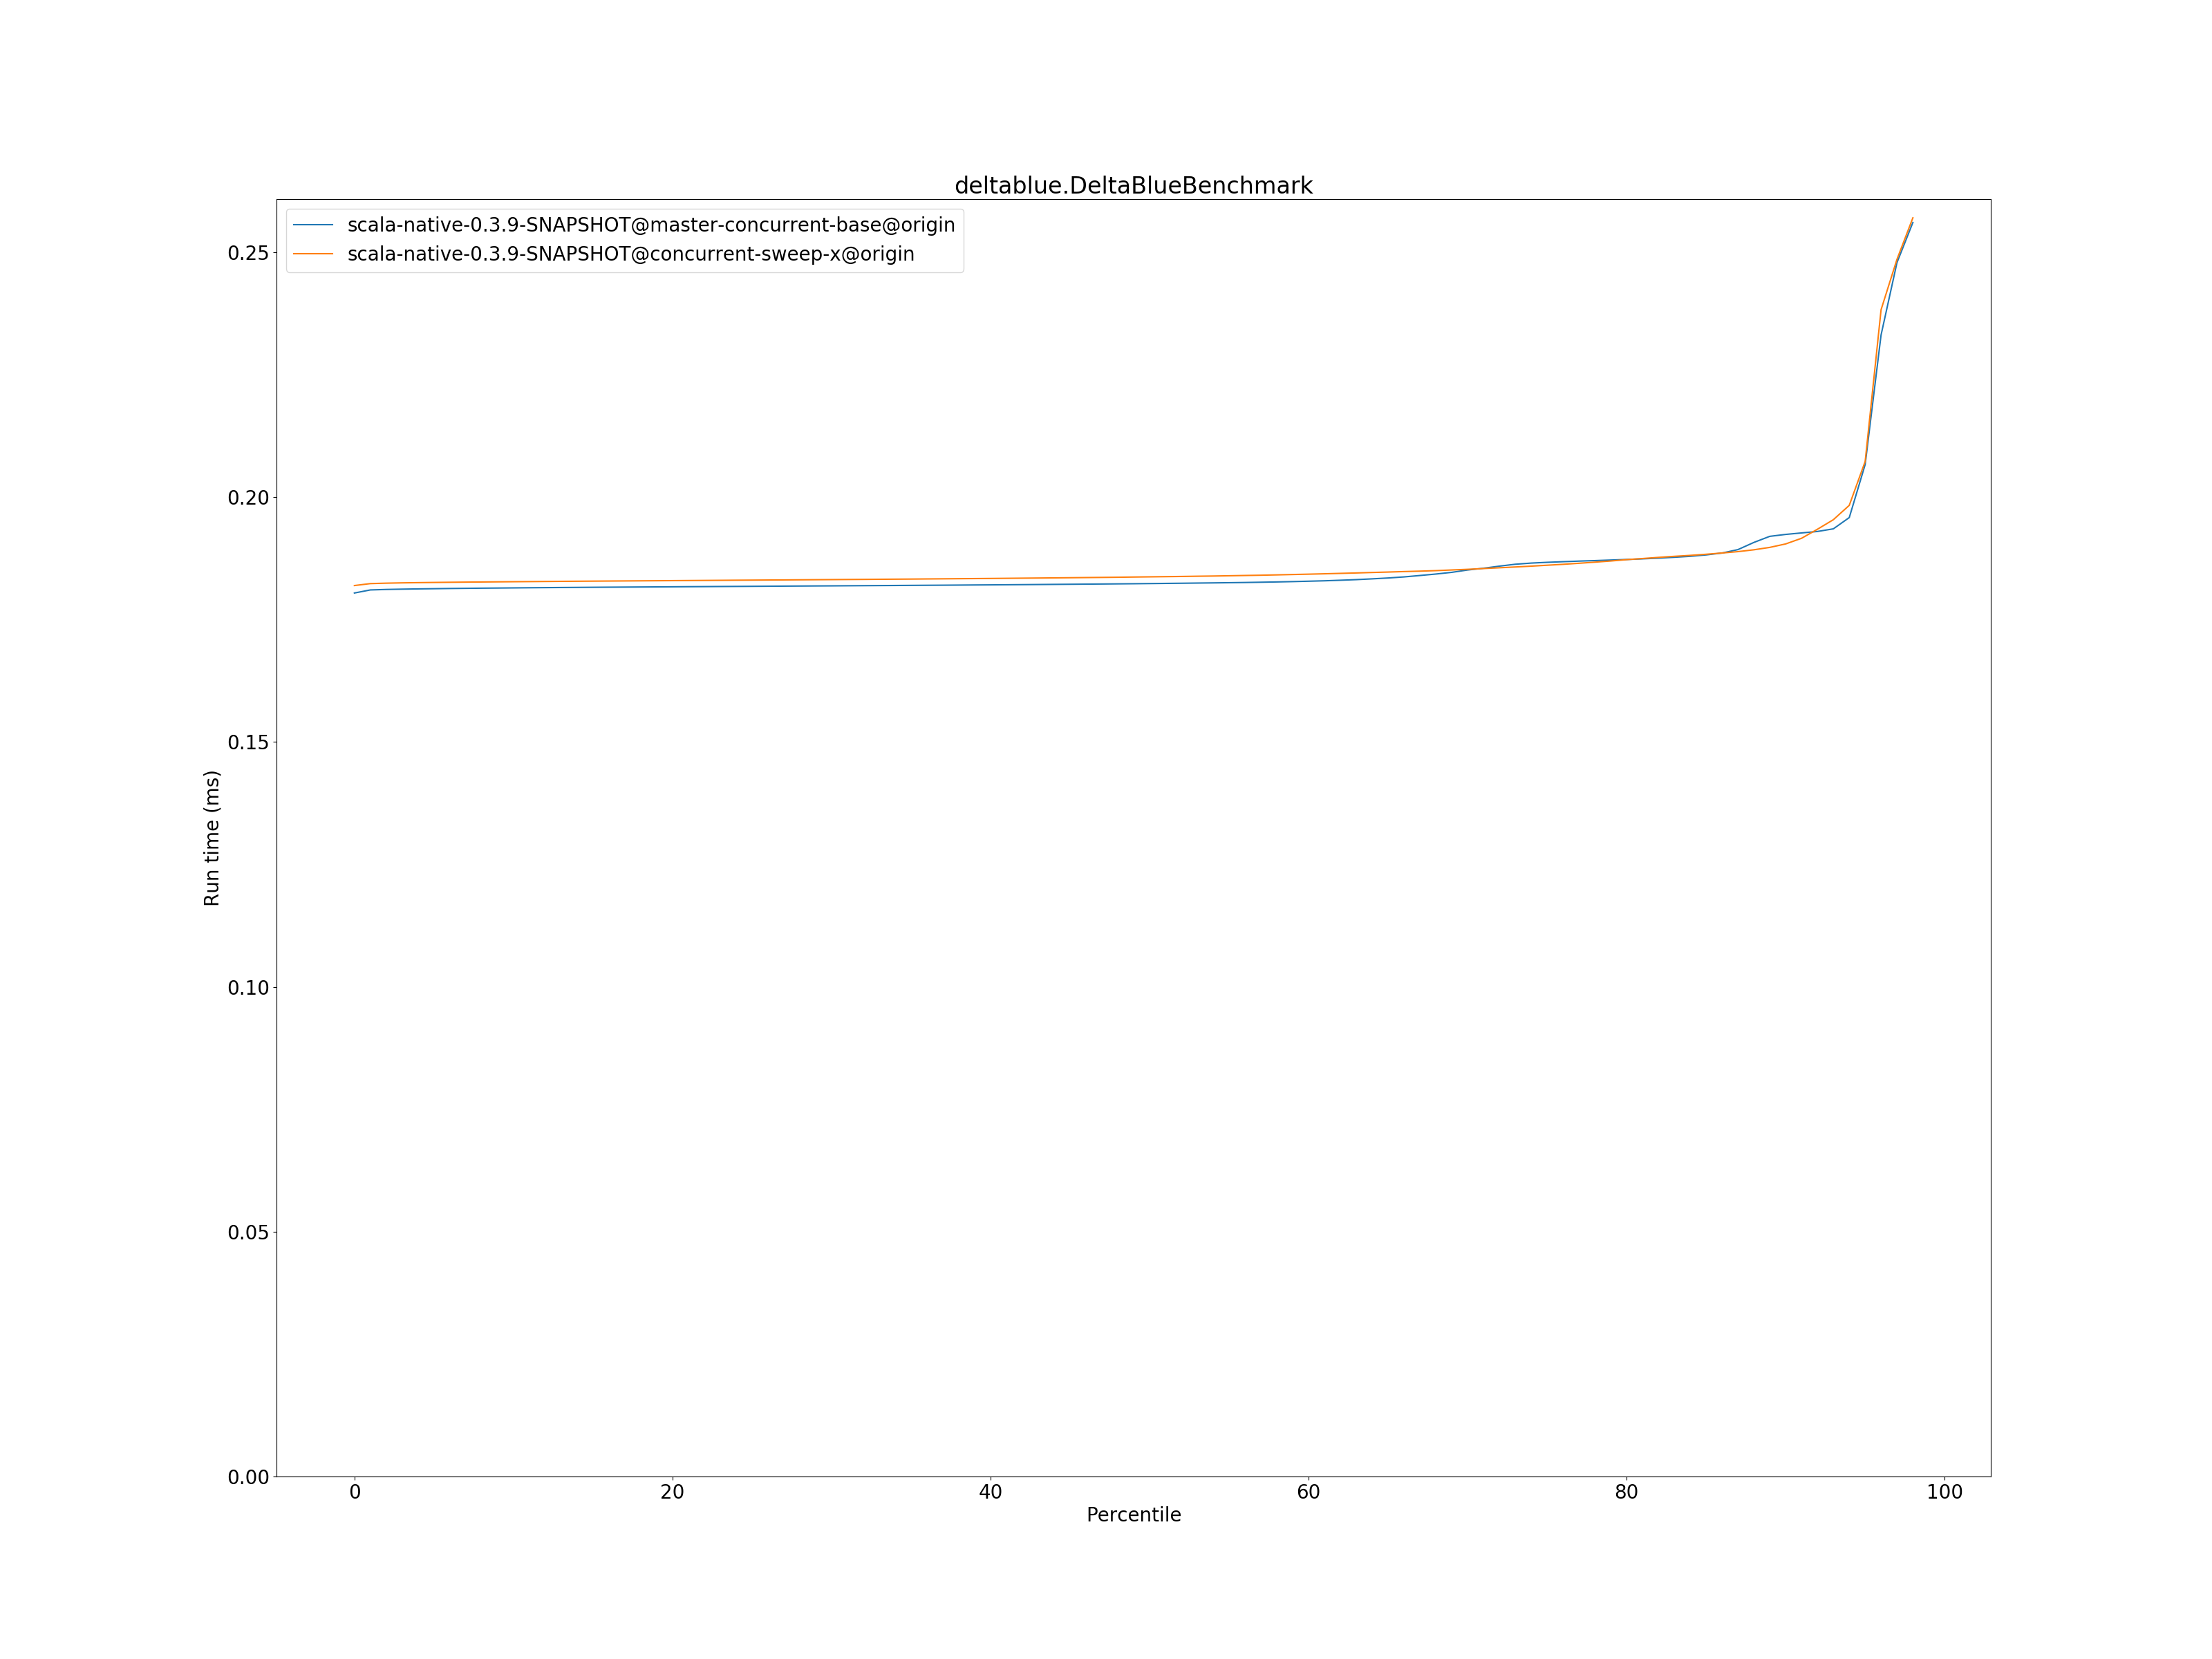 deltablue.DeltaBlueBenchmark
scala-native-0.3.9-SNAPSHOT@master-concurrent-base@origin
scala-native-0.3.9-SNAPSHOT@concurrent-sweep-x@origin
0.25
0.20
0.15
0.10
0.05
0.00
Run time (ms)
0 20 40 60 80 100
Percentile